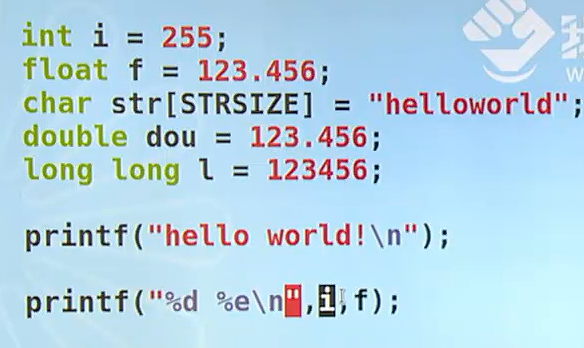 int i = 255;
float f = 123.456;
char str[STRSIZE] = "helloworld";
double dou = 123.456;
long long l = 123456;
printf("hello world!\n");
printf("%d %e\n",i,f);